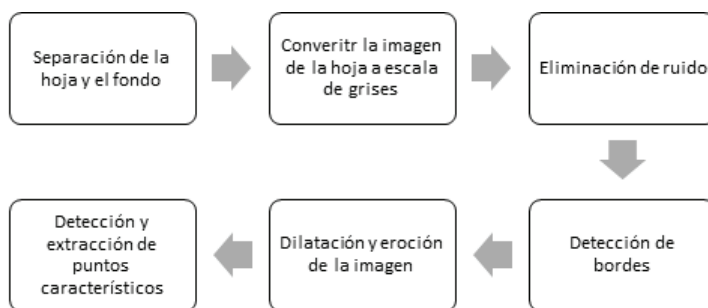 Separación de la
hoja y el fondo
Converitr la imagen
de la hoja a escala
de grises
Eliminación de ruido
Detección de
bordes
Dilatación y eroción
de la imagen
Detección y
extracción de
puntos
característicos